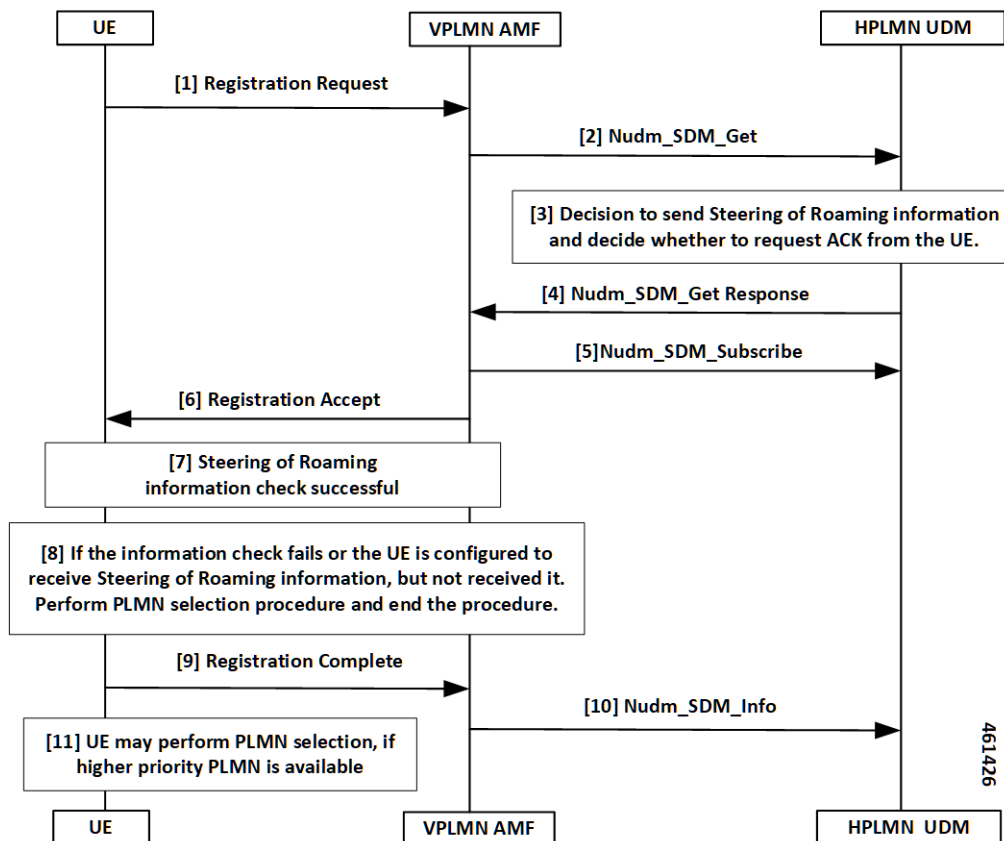 UE
VPLMN AMF
HPLMN UDM
[1] Registration Request
[2] Nudm_SDM_Get
[3] Decision to send Steering of Roaming information
and decide whether to request ACK from the UE.
[4] Nudm_SDM_Get Response
[5]Nudm_SDM_Subscribe
[6] Registration Accept
[7] Steering of Roaming
information check successful
[8] If the information check fails or the UE is configured to
receive Steering of Roaming information, but not received it.
Perform PLMN selection procedure and end the procedure.
[9] Registration Complete
[10] Nudm_SDM_Info
[11] UE may perform PLMN selection, if
higher priority PLMN is available
461426
UE
VPLMN AMF
HPLMN UDM